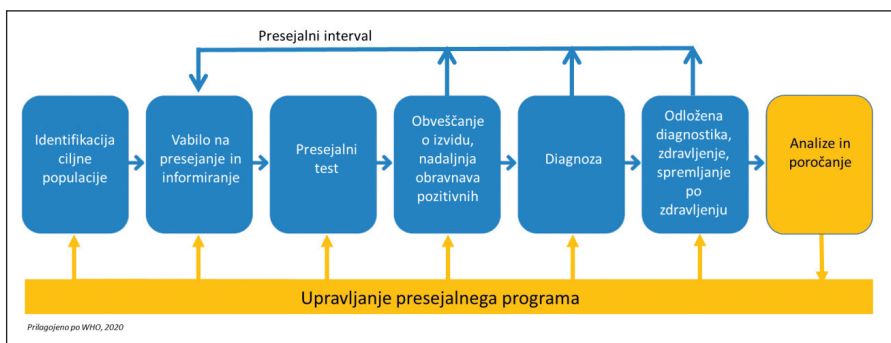 Presejalni interval
Identifikacija
ciljne
populacije
Vabilo na
presejanje in
informiranje
Presejalni
test
Obveščanje
o izvidu,
nadaljnja
obravnava
pozitivnih
Diagnoza
Odložena
diagnostika,
zdravljenje,
spremljanje
po
zdravljenju
Analize in
poročanje
Upravljanje presejalnega programa
Prilagojeno po WHO, 2020